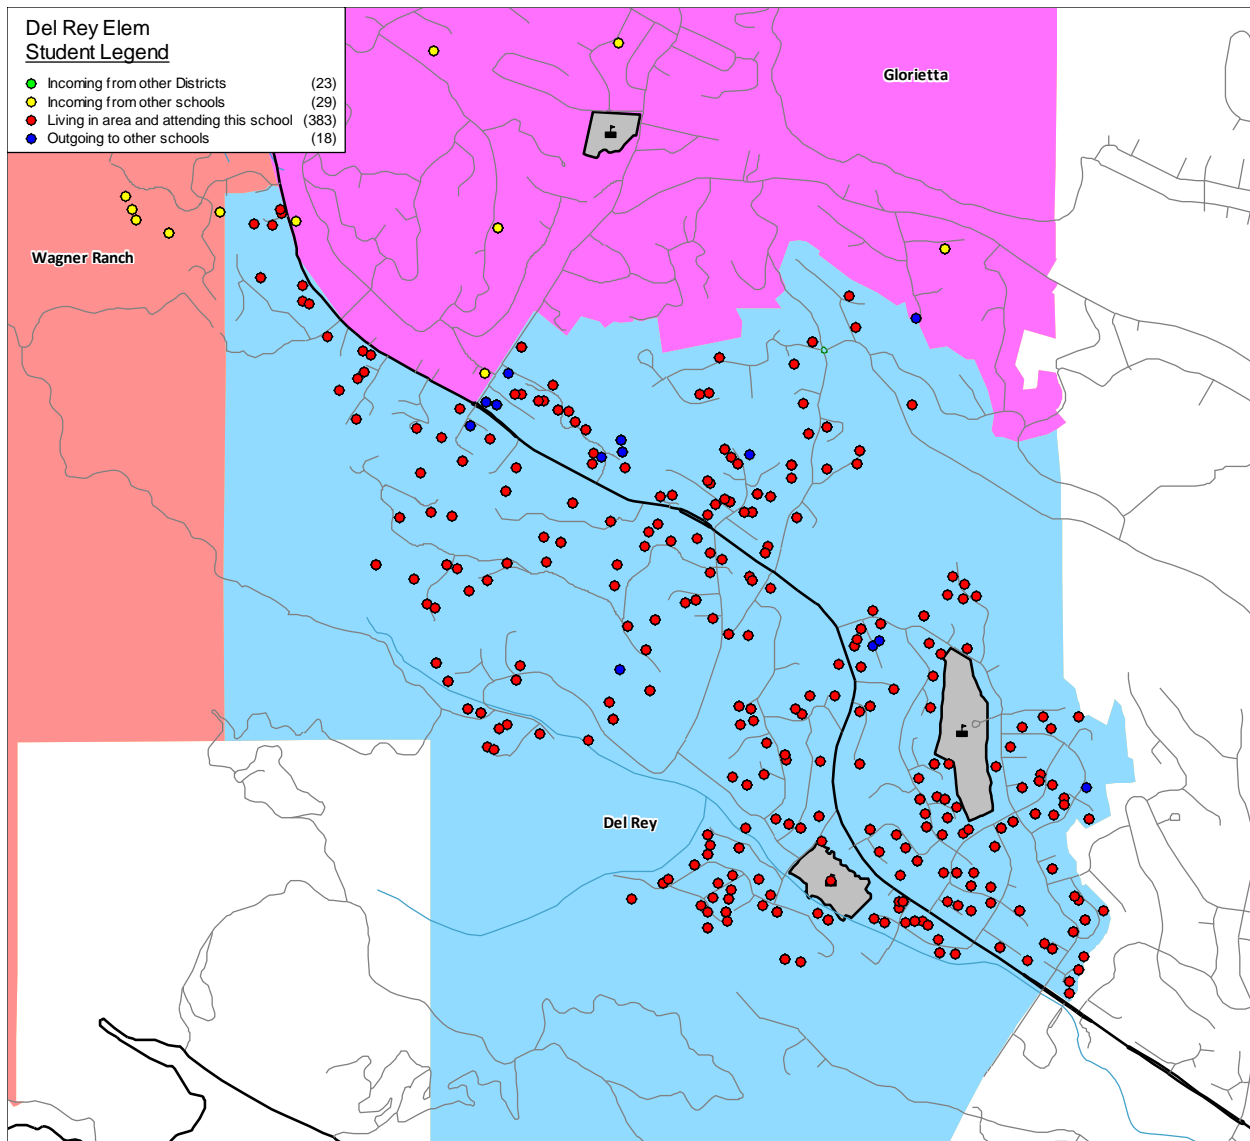 Del Rey Elem
Student Legend
Incoming from other Districts (23)
Incoming from other schools (29)
Living in area and attending this school (383)
Outgoing to other schools (18)
Glorietta
Wagner Ranch
Del Rey